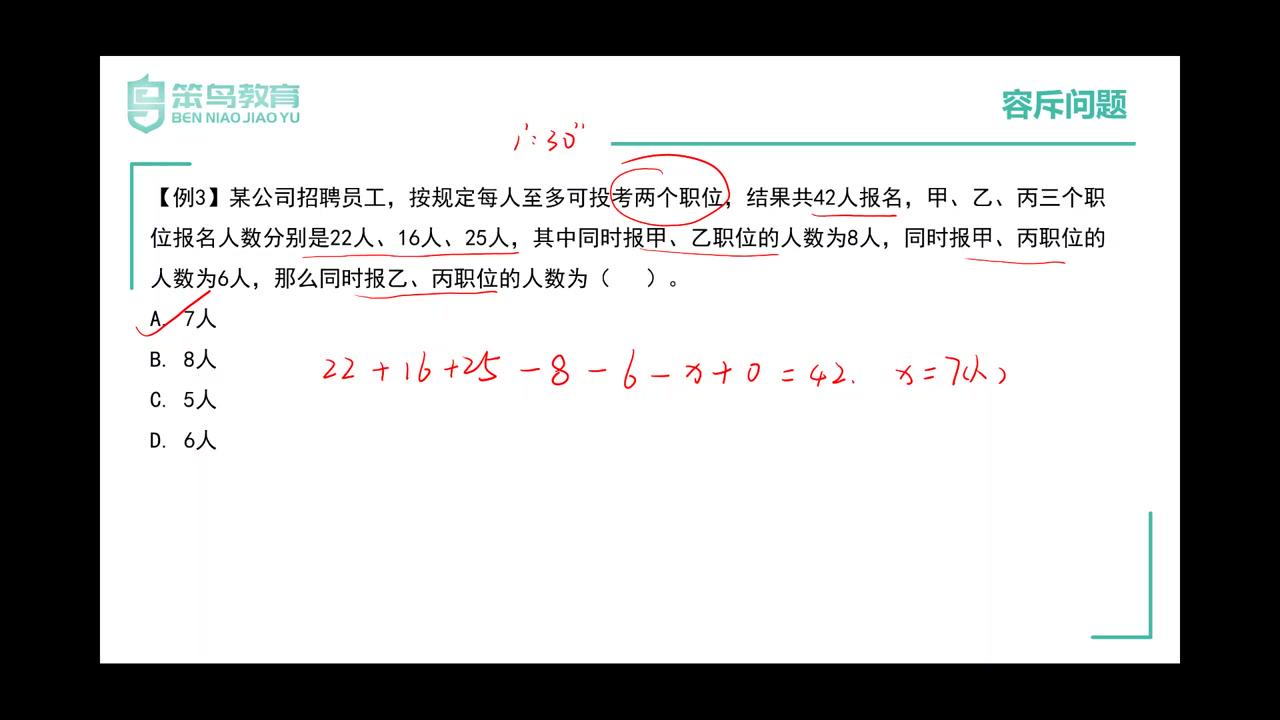 笨鸟教育
BEN NIAO JIAO YU
容斥问题
1':30"
【例3】某公司招聘员工，按规定每人至多可投考两个职位，结果共42人报名，甲、乙、丙三个职
位报名人数分别是22人、16人、25人，其中同时报甲、乙职位的人数为8人，同时报甲、丙职位的
人数为6人，那么同时报乙、丙职位的人数为（ ）。
A. 7人
B. 8人
C. 5人
D. 6人
22+16+25-8-6-x+0=42. x=7(人)